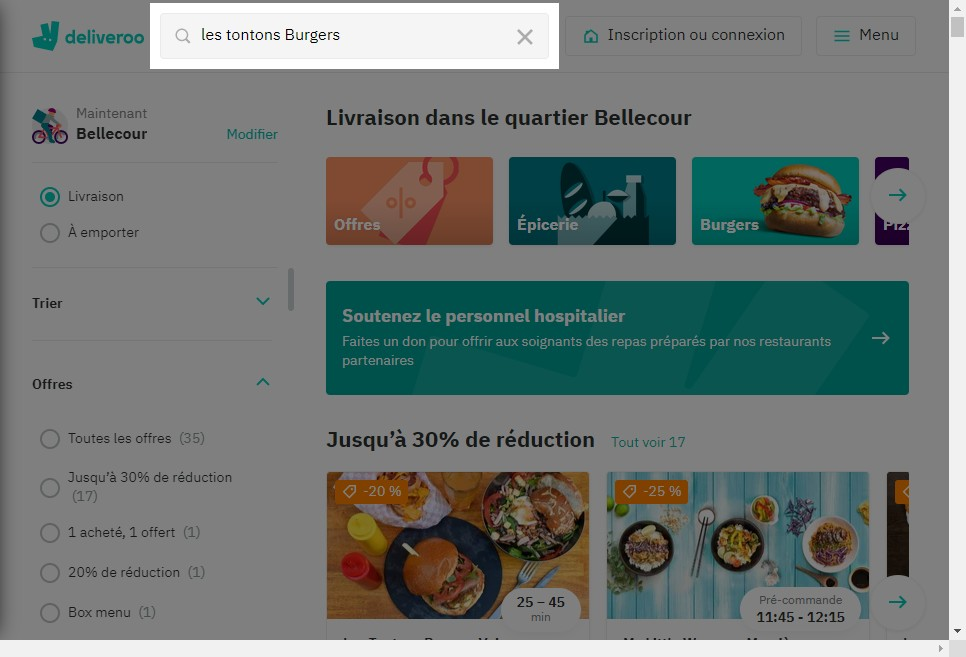 deliveroo
les tontons Burgers
Inscription ou connexion
Menu
Maintenant
Bellecour
Modifier
Livraison
À emporter
Trier
Offres
Toutes les offres (35)
Jusqu'à 30% de réduction
(17)
1 acheté, 1 offert (1)
20% de réduction (1)
Box menu (1)
Livraison dans le quartier Bellecour
Offres
Épicerie
Burgers
Soutenez le personnel hospitalier
Faites un don pour offrir aux soignants des repas préparés par nos restaurants
partenaires
Jusqu'à 30% de réduction
Tout voir 17
-20 %
25 – 45
min
-25 %
Pré-commande
11:45 - 12:15